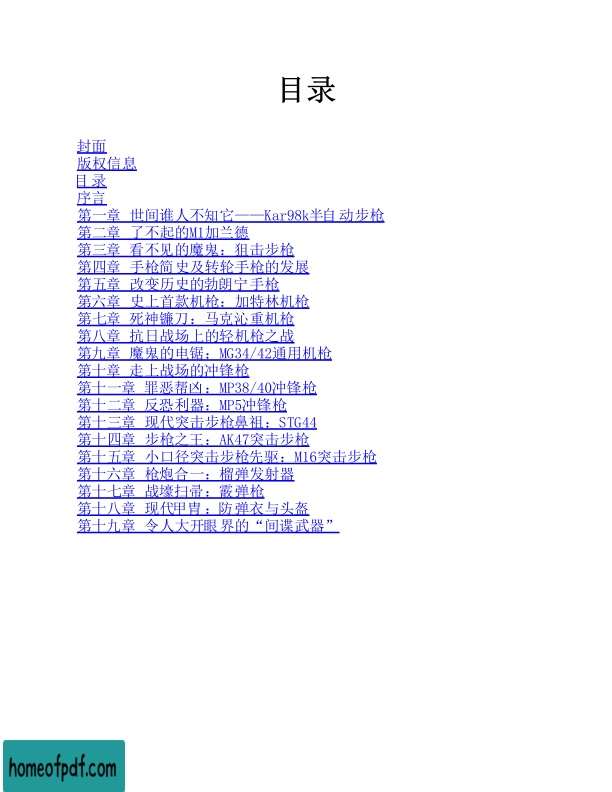 目录
封面
版权信息
目录
序言
第一章 世间谁人不知它——Kar98k半自动步枪
第二章 了不起的M1加兰德
第三章 看不见的魔鬼：狙击步枪
第四章 手枪简史及转轮手枪的发展
第五章 改变历史的勃朗宁手枪
第六章 史上首款机枪：加特林机枪
第七章 死神镰刀：马克沁重机枪
第八章 抗日战场上的轻机枪之战
第九章 魔鬼的电锯：MG34/42通用机枪
第十章 走上战场的冲锋枪
第十一章 罪恶帮凶：MP38/40冲锋枪
第十二章 反恐利器：MP5冲锋枪
第十三章 现代突击步枪鼻祖：STG44
第十四章 步枪之王：AK47突击步枪
第十五章 小口径突击步枪先驱：M16突击步枪
第十六章 枪炮合一：榴弹发射器
第十七章 战壕扫帚：霰弹枪
第十八章 现代甲胄：防弹衣与头盔
第十九章 令人大开眼界的“间谍武器”
homeofpdf.com